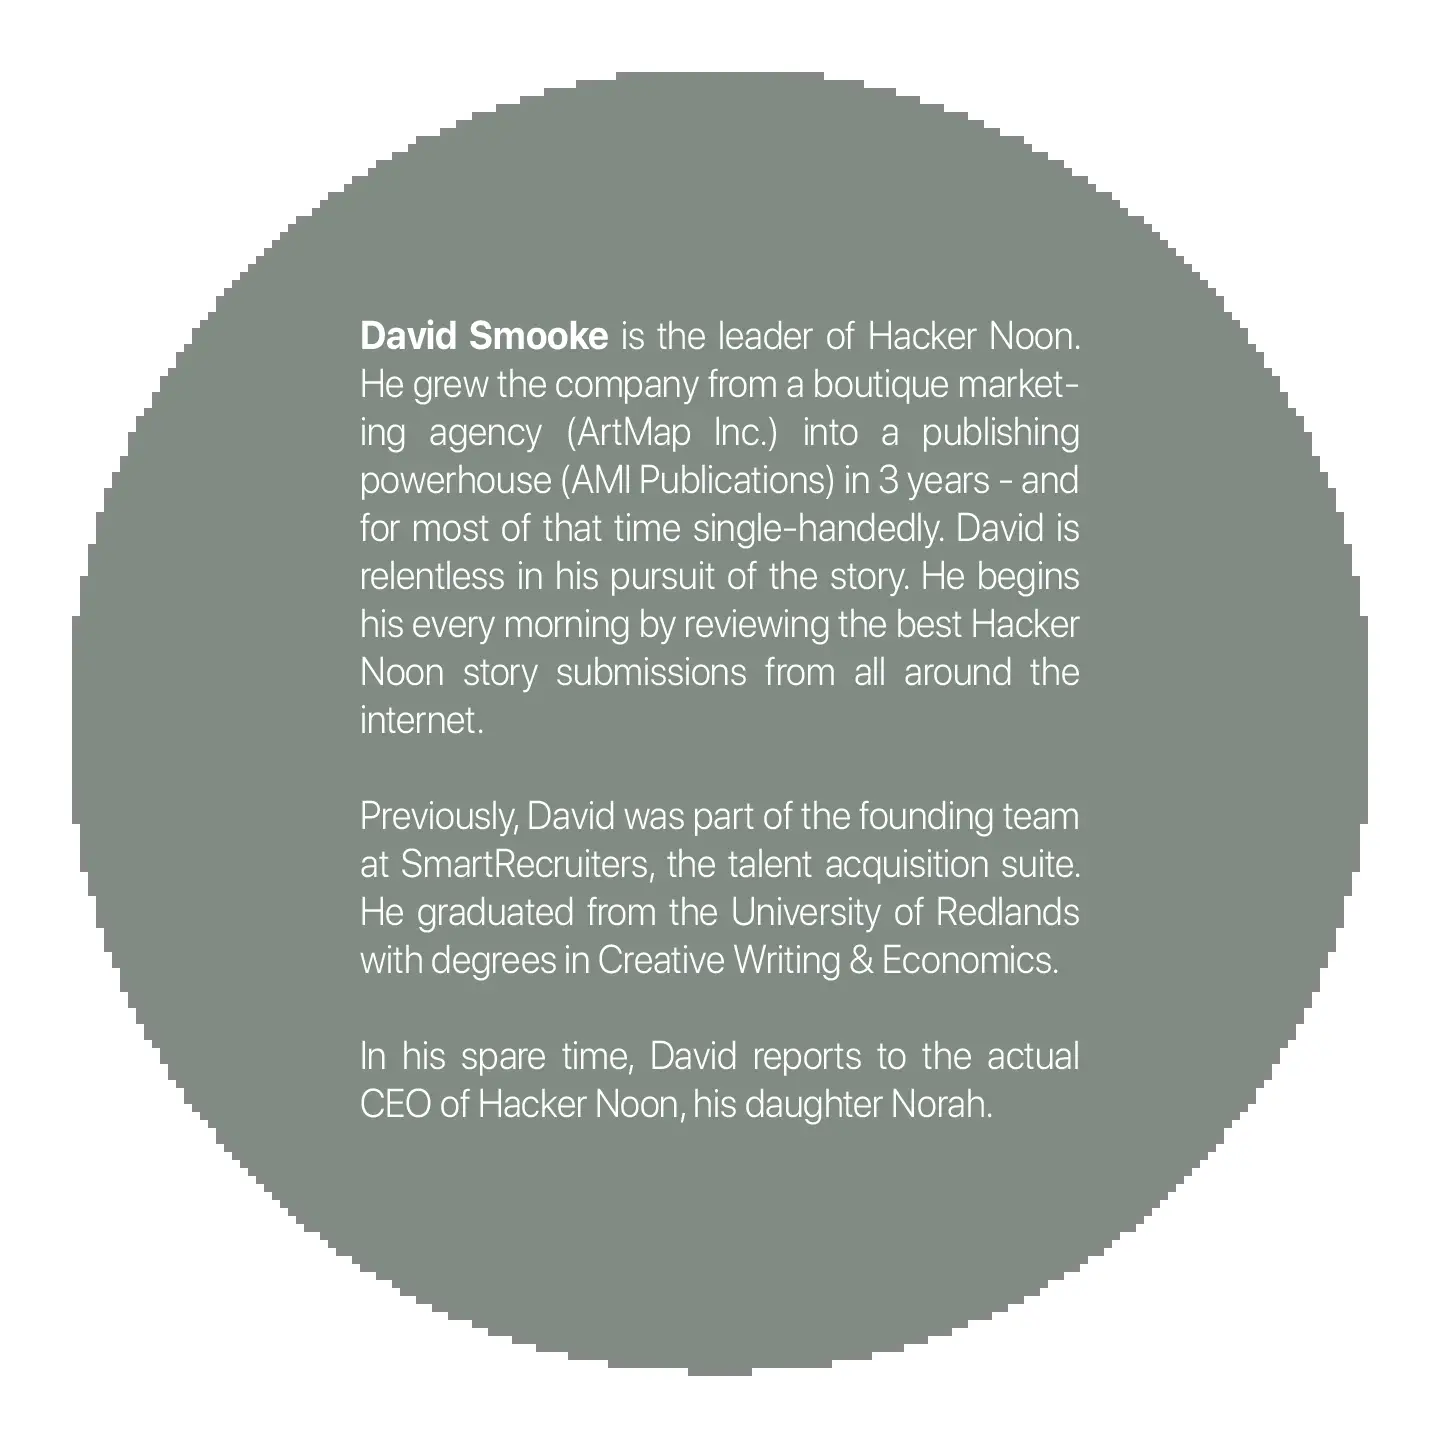 David Smooke is the leader of Hacker Noon.
He grew the company from a boutique market-
ing agency (ArtMap Inc.) into a publishing
powerhouse (AMI Publications) in 3 years - and
for most of that time single-handedly. David is
relentless in his pursuit of the story. He begins
his every morning by reviewing the best Hacker
Noon story submissions from all around the
internet.
Previously, David was part of the founding team
at SmartRecruiters, the talent acquisition suite.
He graduated from the University of Redlands
with degrees in Creative Writing & Economics.
In his spare time, David reports to the actual
CEO of Hacker Noon, his daughter Norah.